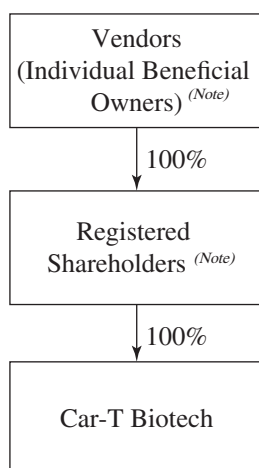 Vendors
(Individual Beneficial
Owners) (Note)
100%
Registered
Shareholders (Note)
100%
Car-T Biotech